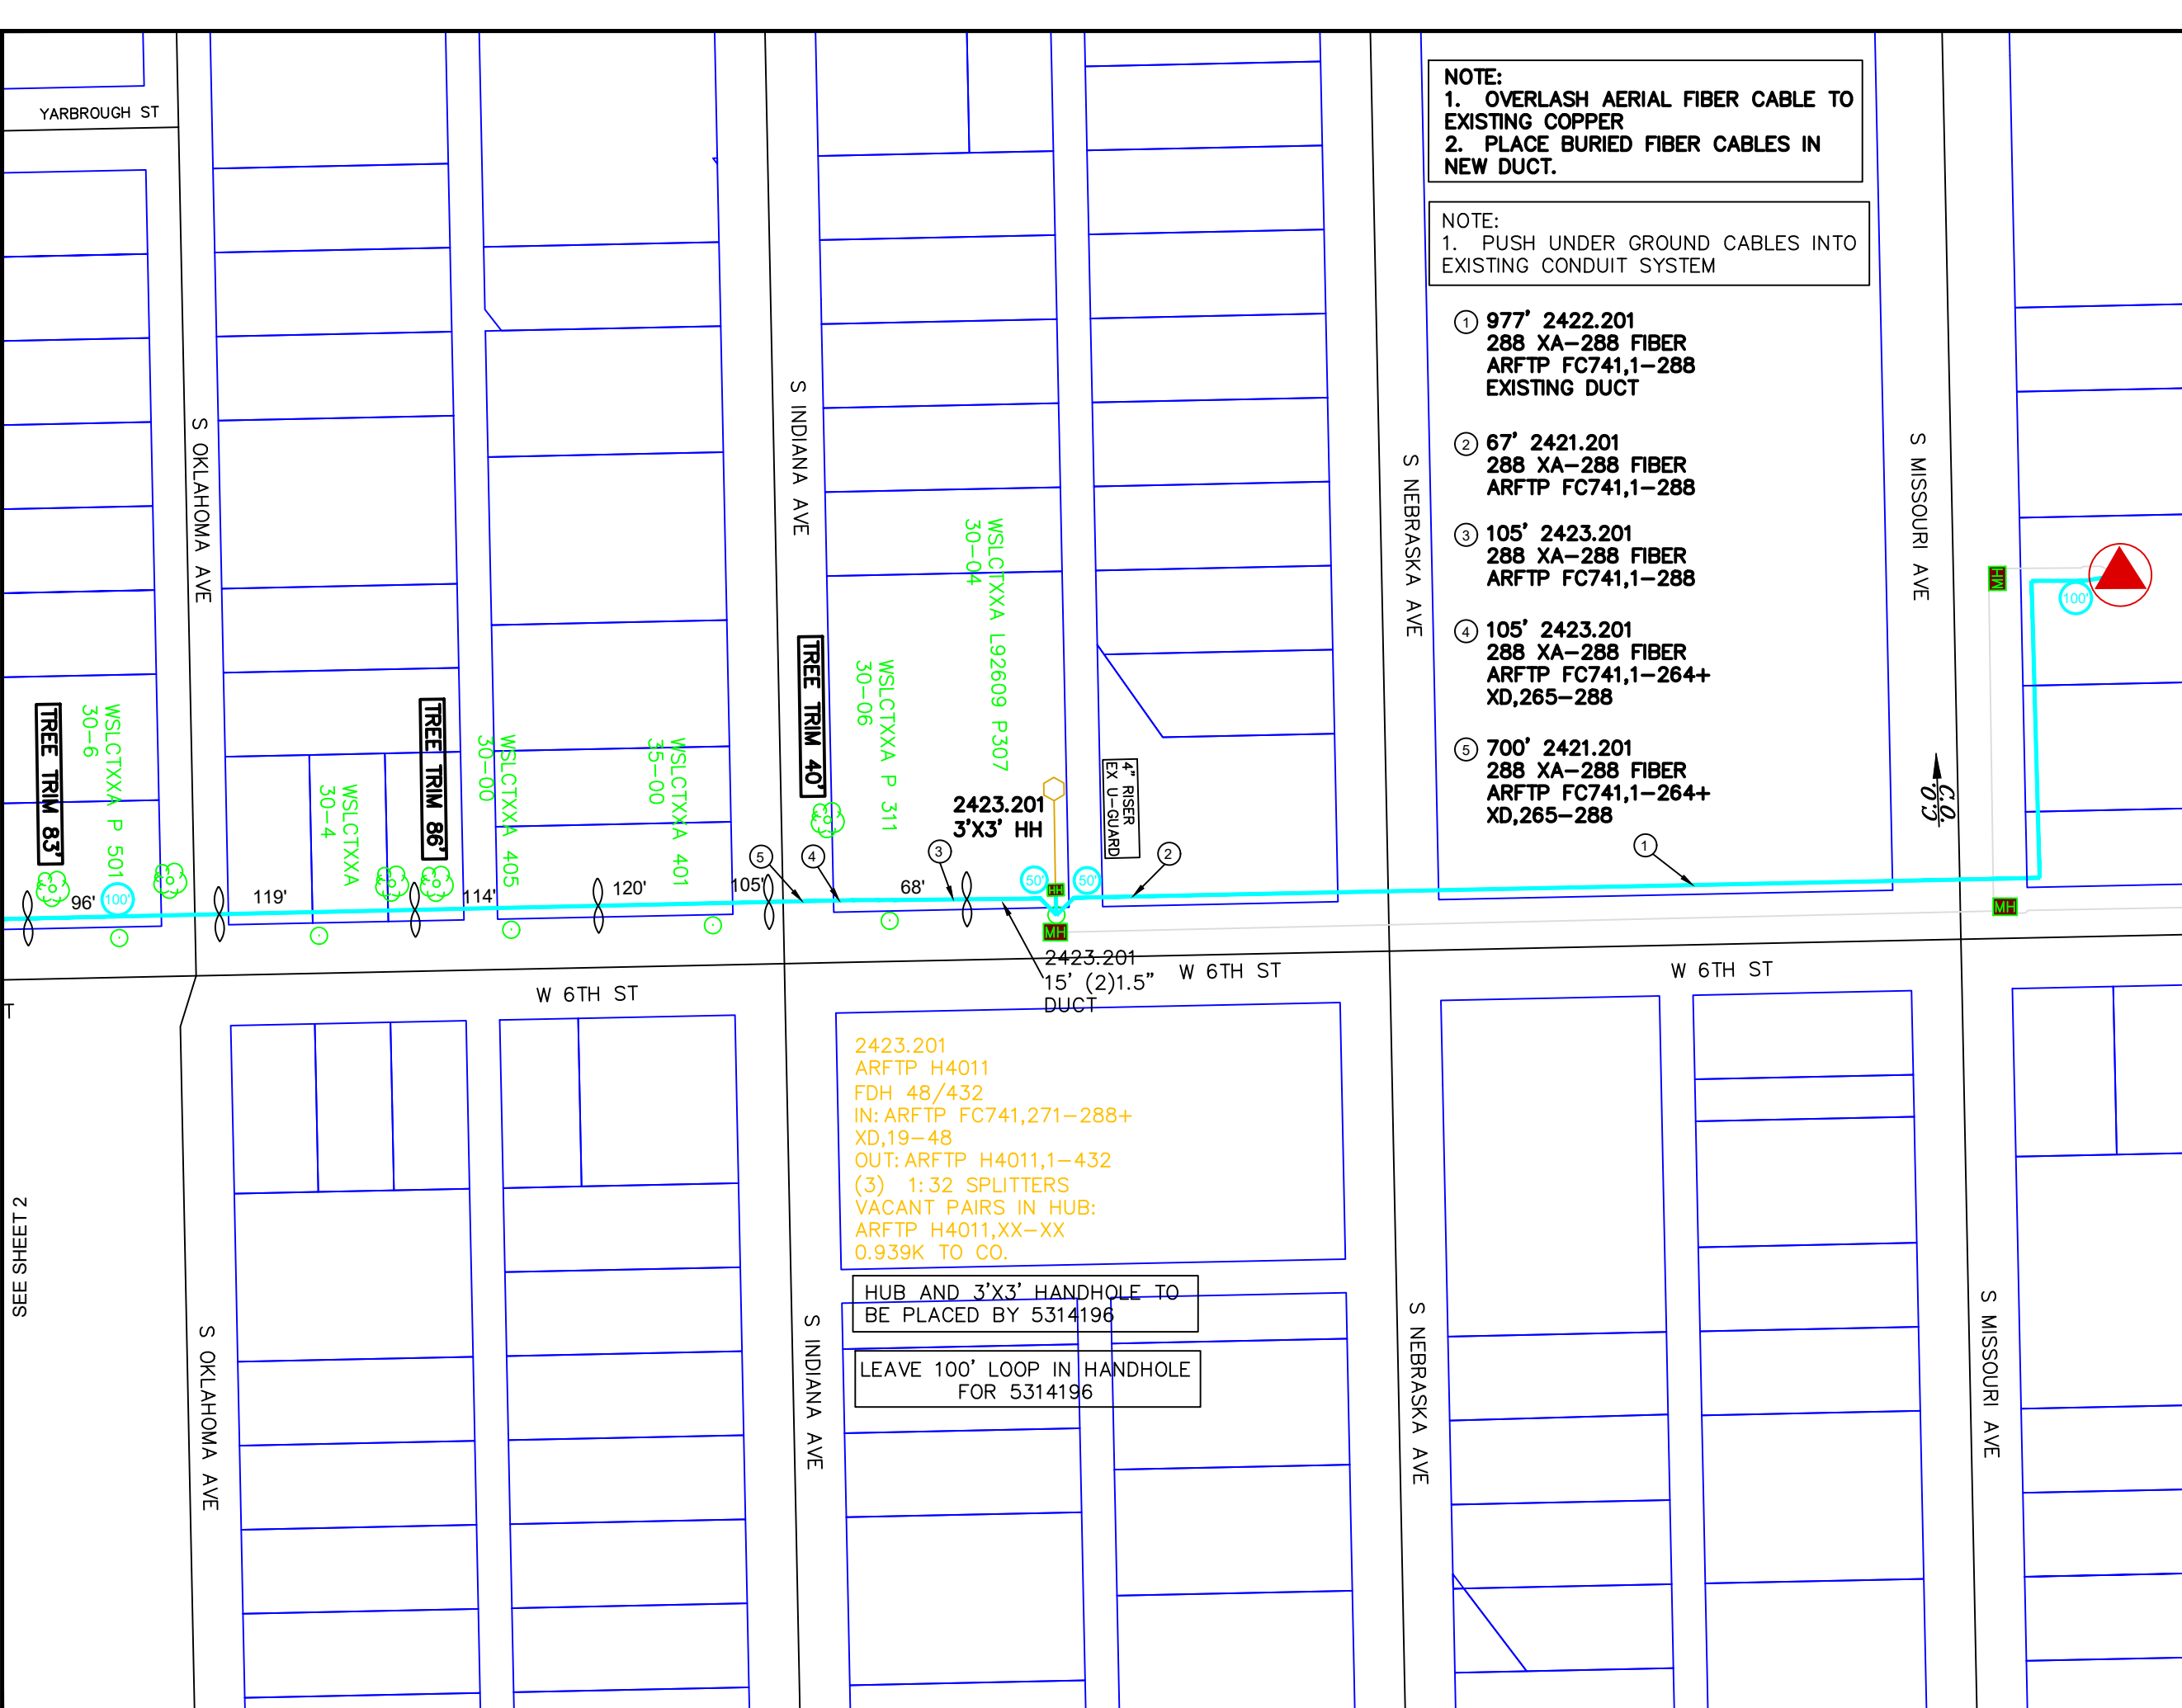 YARBROUGH ST
NOTE:
1. OVERLASH AERIAL FIBER CABLE TO
EXISTING COPPER
2. PLACE BURIED FIBER CABLES IN
NEW DUCT.
NOTE:
1. PUSH UNDER GROUND CABLES INTO
EXISTING CONDUIT SYSTEM
1 977' 2422.201
288 XA-288 FIBER
ARFTP FC741,1-288
EXISTING DUCT
2 67' 2421.201
288 XA-288 FIBER
ARFTP FC741,1-288
3 105' 2423.201
288 XA-288 FIBER
ARFTP FC741,1-288
4 105' 2423.201
288 XA-288 FIBER
ARFTP FC741,1-264+
XD,265-288
5 700' 2421.201
288 XA-288 FIBER
ARFTP FC741,1-264+
XD,265-288
S OKLAHOMA AVE
S INDIANA AVE
S NEBRASKA AVE
S MISSOURI AVE
MH
100'
C.O.
C.O.
MH
TREE TRIM 83'
WSLCTXXA P 501
30-6
WSLCTXXA
30-4
TREE TRIM 86'
WSLCTXXA 405
30-00
WSLCTXXA 401
35-00
TREE TRIM 40'
WSLCTXXA P 311
30-06
WSLCTXXA L92609 P307
30-04
2423.201
3'X3' HH
4" RISER
EX U-GUARD
5
4
3
2
1
96'
100'
119'
114'
120'
105'
68'
50'
HH
50'
MH
2423.201
15' (2)1.5"
DUCT
W 6TH ST
W 6TH ST
W 6TH ST
T
2423.201
ARFTP H4011
FDH 48/432
IN: ARFTP FC741,271-288+
XD,19-48
OUT: ARFTP H4011,1-432
(3) 1:32 SPLITTERS
VACANT PAIRS IN HUB:
ARFTP H4011,XX-XX
0.939K TO CO.
HUB AND 3'X3' HANDHOLE TO
BE PLACED BY 5314196
LEAVE 100' LOOP IN HANDHOLE
FOR 5314196
SEE SHEET 2
S OKLAHOMA AVE
S INDIANA AVE
S NEBRASKA AVE
S MISSOURI AVE